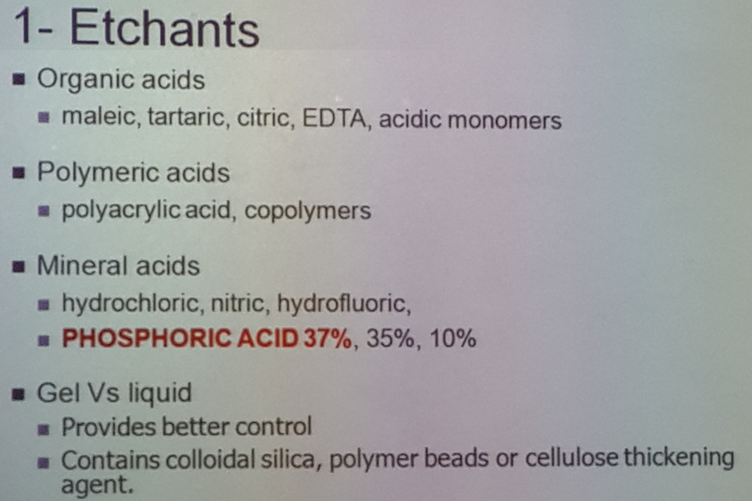 1- Etchants
Organic acids
maleic, tartaric, citric, EDTA, acidic monomers
Polymeric acids
polyacrylic acid, copolymers
Mineral acids
hydrochloric, nitric, hydrofluoric,
PHOSPHORIC ACID 37%, 35%, 10%
Gel Vs liquid
Provides better control
Contains colloidal silica, polymer beads or cellulose thickening
agent.